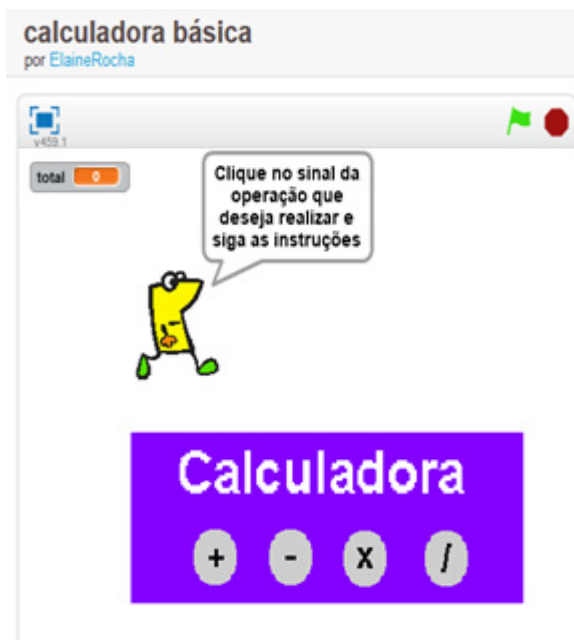 calculadora básica
por ElaineRocha
v459.1
total 0
Clique no sinal da
operação que
deseja realizar e
siga as instruções
Calculadora
+ - X /